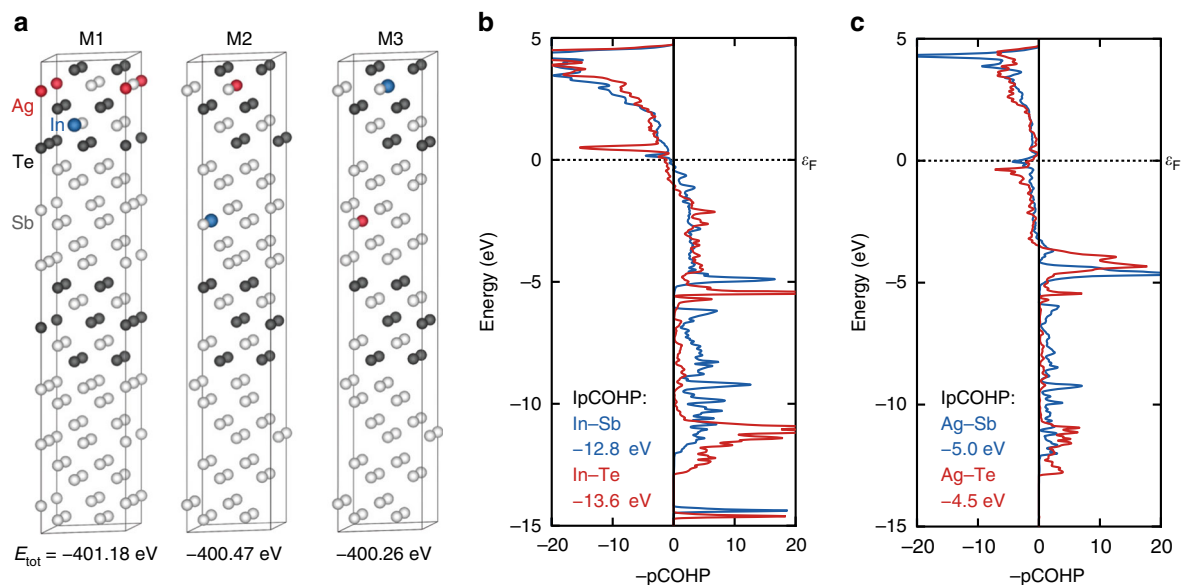 a
M1
M2
M3
Ag
In
Te
Sb
E_tot = −401.18 eV
−400.47 eV
−400.26 eV
b
Energy (eV)
5
0
−5
−10
−15
εF
IpCOHP:
In–Sb
−12.8 eV
In–Te
−13.6 eV
−20
−10
0
10
20
−pCOHP
c
Energy (eV)
5
0
−5
−10
−15
εF
IpCOHP:
Ag–Sb
−5.0 eV
Ag–Te
−4.5 eV
−20
−10
0
10
20
−pCOHP